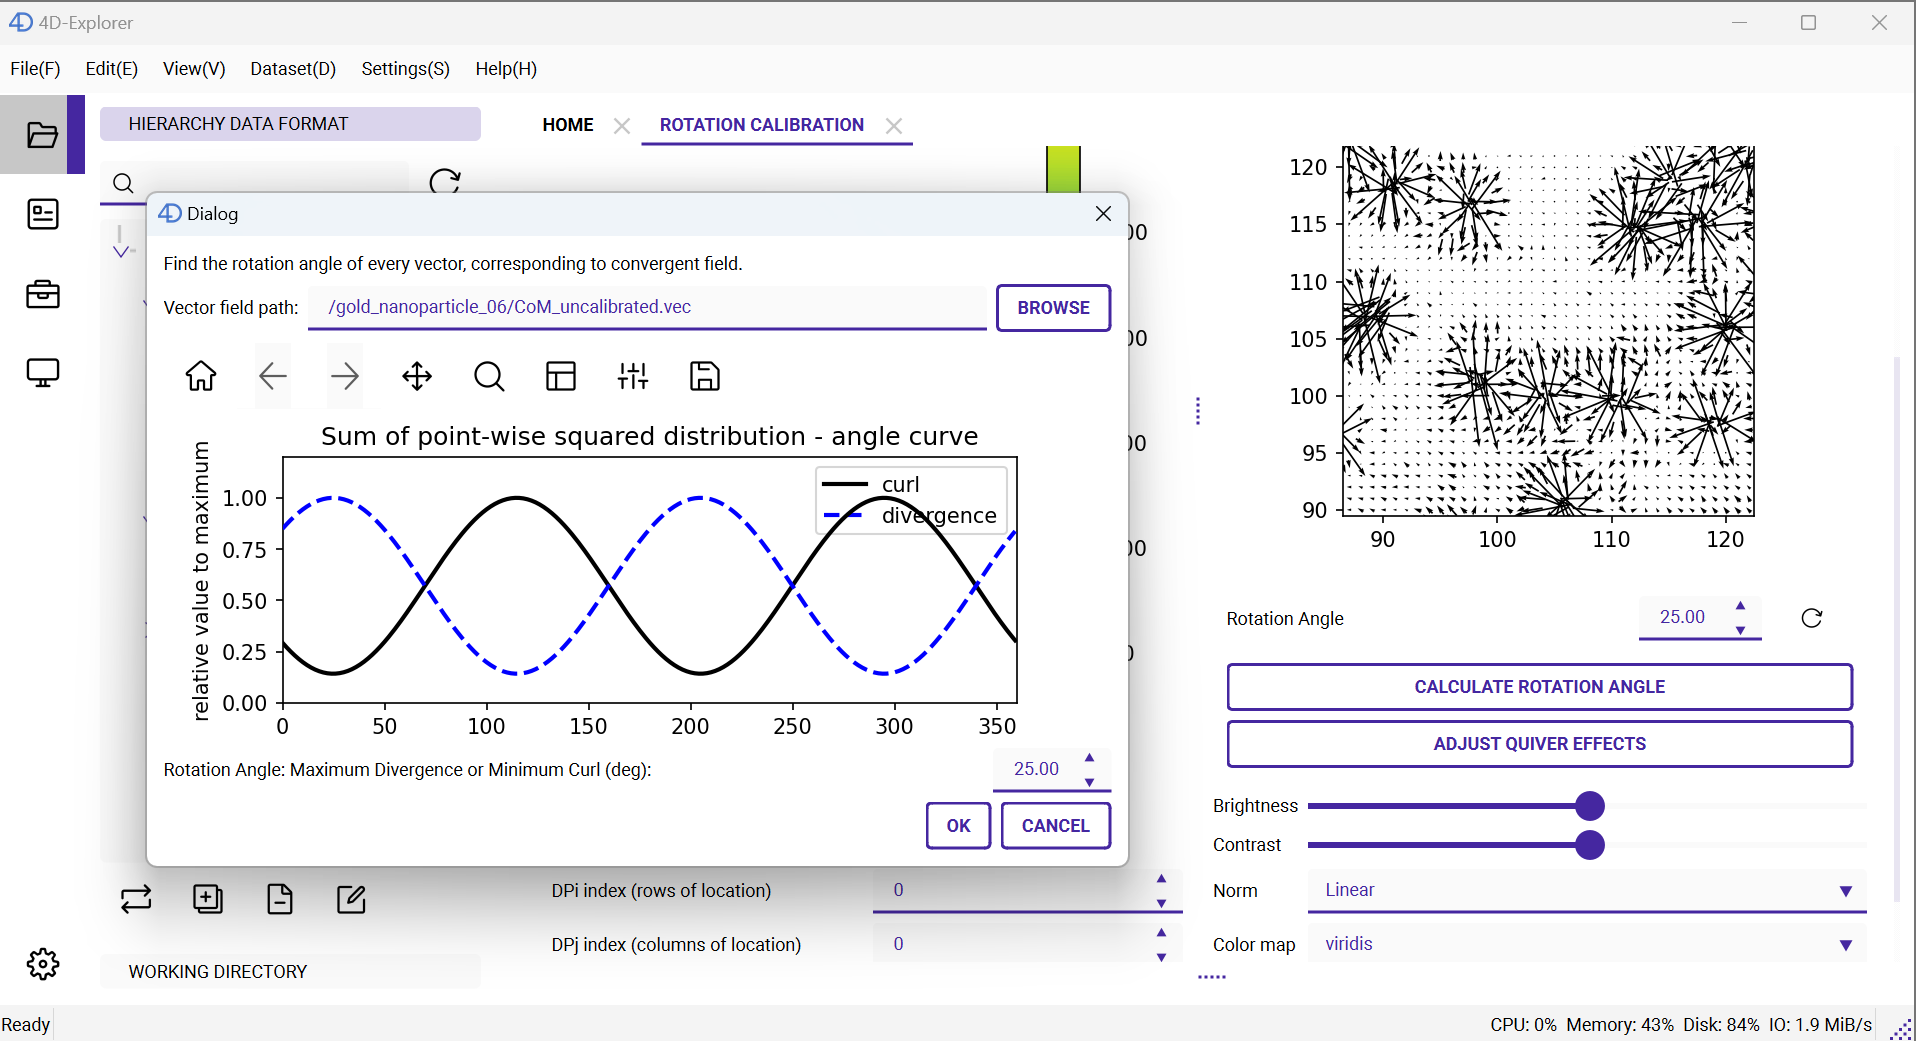 4D-Explorer
File(F) Edit(E) View(V) Dataset(D) Settings(S) Help(H)
HIERARCHY DATA FORMAT
HOME
ROTATION CALIBRATION
4D Dialog
Find the rotation angle of every vector, corresponding to convergent field.
Vector field path: /gold_nanoparticle_06/CoM_uncalibrated.vec BROWSE
Sum of point-wise squared distribution - angle curve
relative value to maximum
1.00
0.75
0.50
0.25
0.00
0 50 100 150 200 250 300 350
curl
divergence
Rotation Angle: Maximum Divergence or Minimum Curl (deg): 25.00
OK CANCEL
DPi index (rows of location) 0
DPj index (columns of location) 0
WORKING DIRECTORY
120
115
110
105
100
95
90
90 100 110 120
Rotation Angle 25.00
CALCULATE ROTATION ANGLE
ADJUST QUIVER EFFECTS
Brightness
Contrast
Norm Linear
Color map viridis
Ready
CPU: 0% Memory: 43% Disk: 84% IO: 1.9 MiB/s